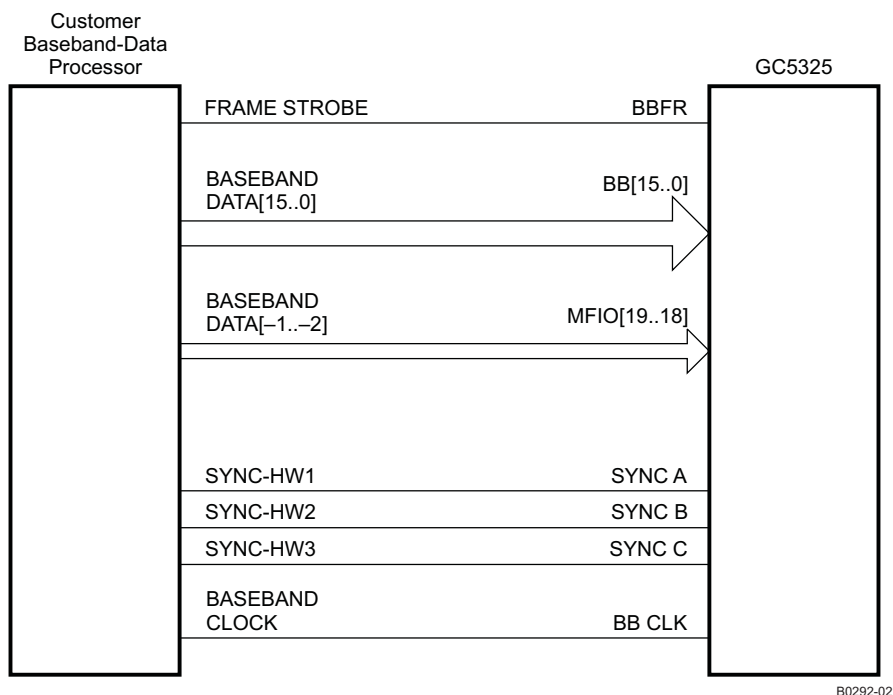 Customer
Baseband-Data
Processor
GC5325
FRAME STROBE BBFR
BASEBAND
DATA[15..0]
BB[15..0]
BASEBAND
DATA[–1..–2]
MFIO[19..18]
SYNC-HW1 SYNC A
SYNC-HW2 SYNC B
SYNC-HW3 SYNC C
BASEBAND
CLOCK BB CLK
B0292-02